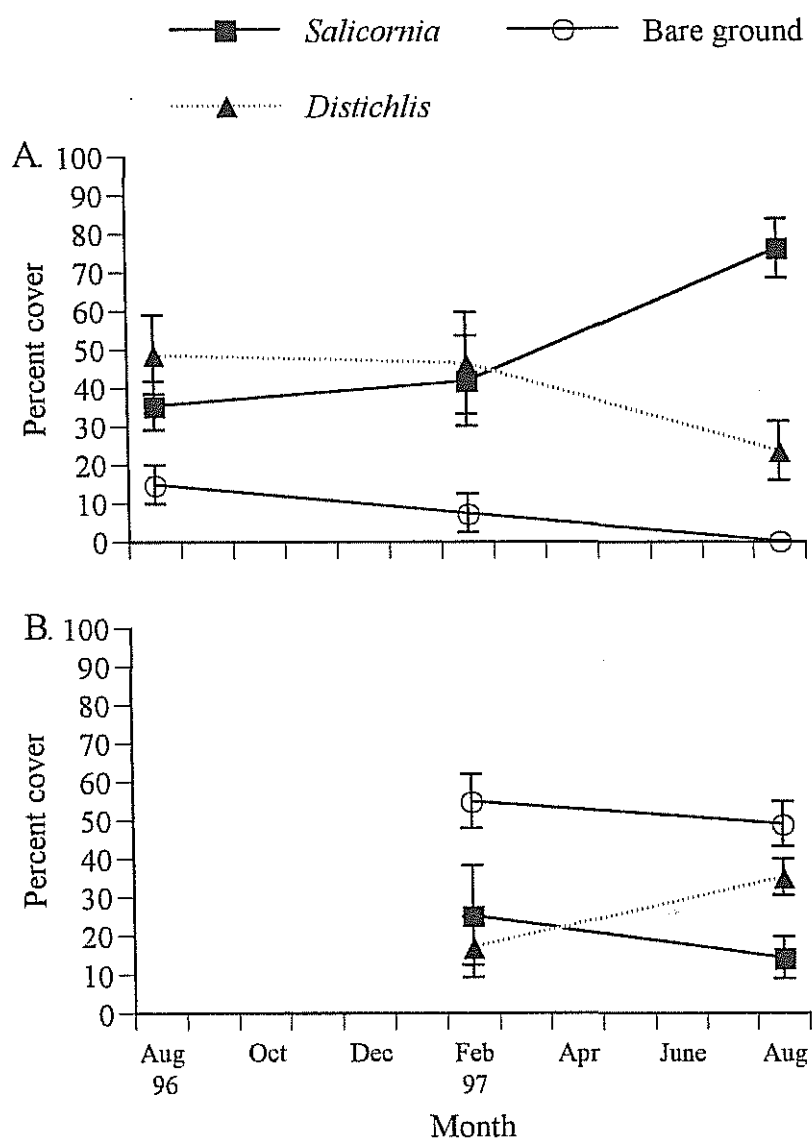 Salicornia
Bare ground
Distichlis
A.
100
90
80
70
60
50
40
30
20
10
0
Percent cover
B.
100
90
80
70
60
50
40
30
20
10
0
Percent cover
Aug Oct Dec Feb Apr June Aug
96 97
Month